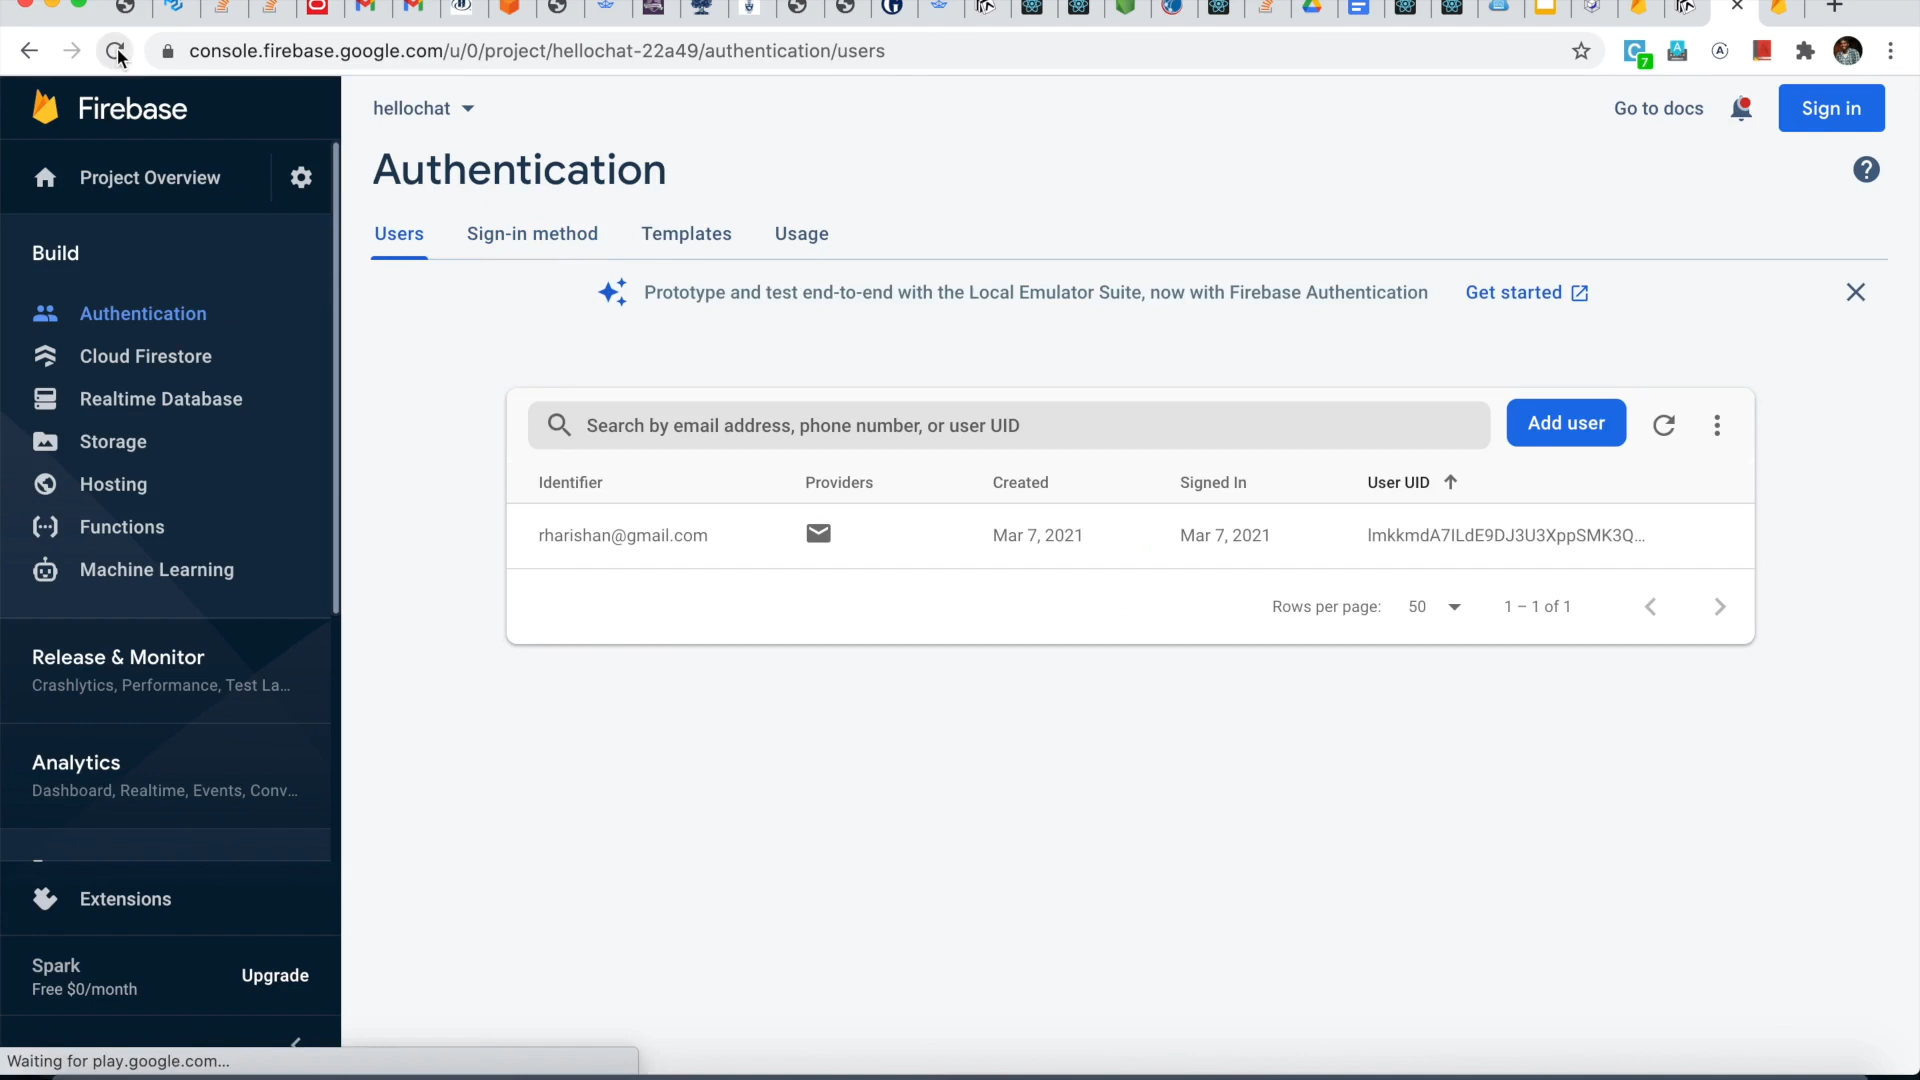 console.firebase.google.com/u/0/project/hellochat-22a49/authentication/users
7
Firebase
hellochat
Go to docs
Sign in
Project Overview
Authentication
Users
Sign-in method
Templates
Usage
Build
Prototype and test end-to-end with the Local Emulator Suite, now with Firebase Authentication
Get started
Authentication
Cloud Firestore
Realtime Database
Storage
Hosting
Functions
Machine Learning
Search by email address, phone number, or user UID
Add user
Identifier
Providers
Created
Signed In
User UID
rharishan@gmail.com
Mar 7, 2021
Mar 7, 2021
lmkkmdA7ILdE9DJ3U3XppSMK3Q...
Rows per page:
50
1 – 1 of 1
Release & Monitor
Crashlytics, Performance, Test La...
Analytics
Dashboard, Realtime, Events, Conv...
Extensions
Spark
Free $0/month
Upgrade
Waiting for play.google.com...